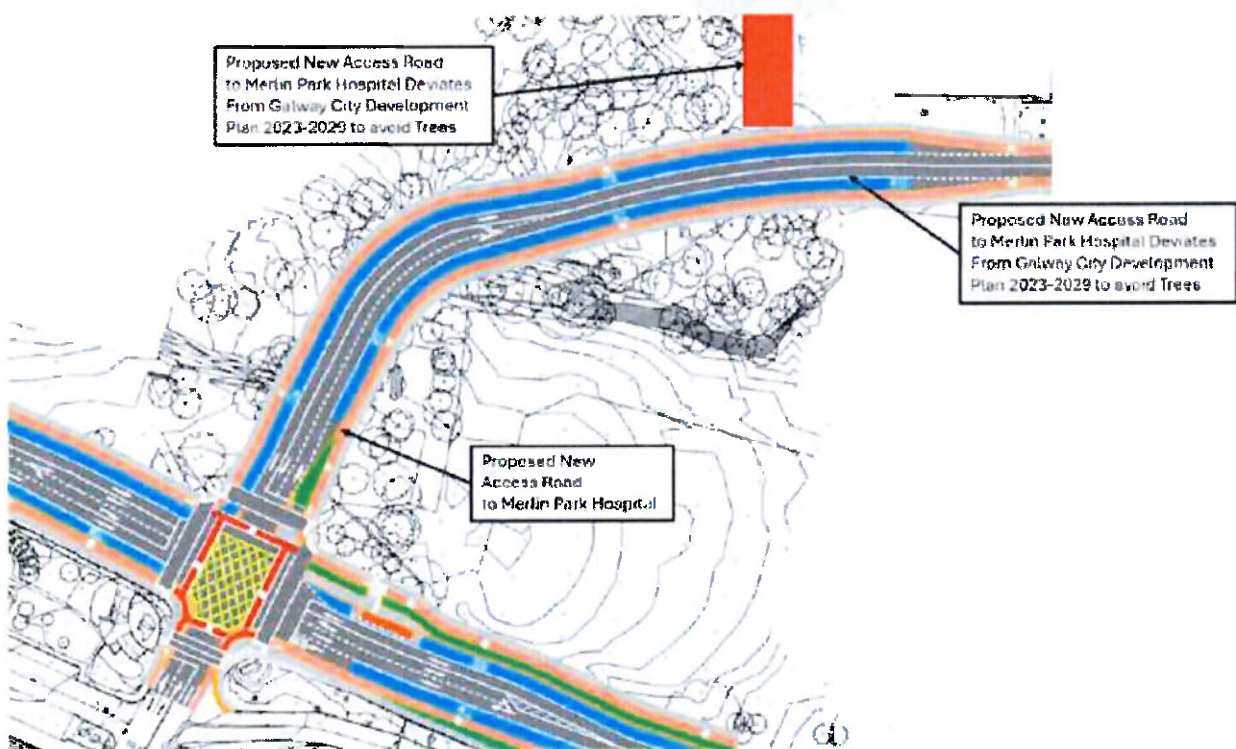 Proposed New Access Road
to Merlin Park Hospital Deviates
From Galway City Development
Plan 2023-2029 to avoid Trees
Proposed New Access Road
to Merlin Park Hospital Deviates
From Galway City Development
Plan 2023-2029 to avoid Trees
Proposed New
Access Road
to Merlin Park Hospital